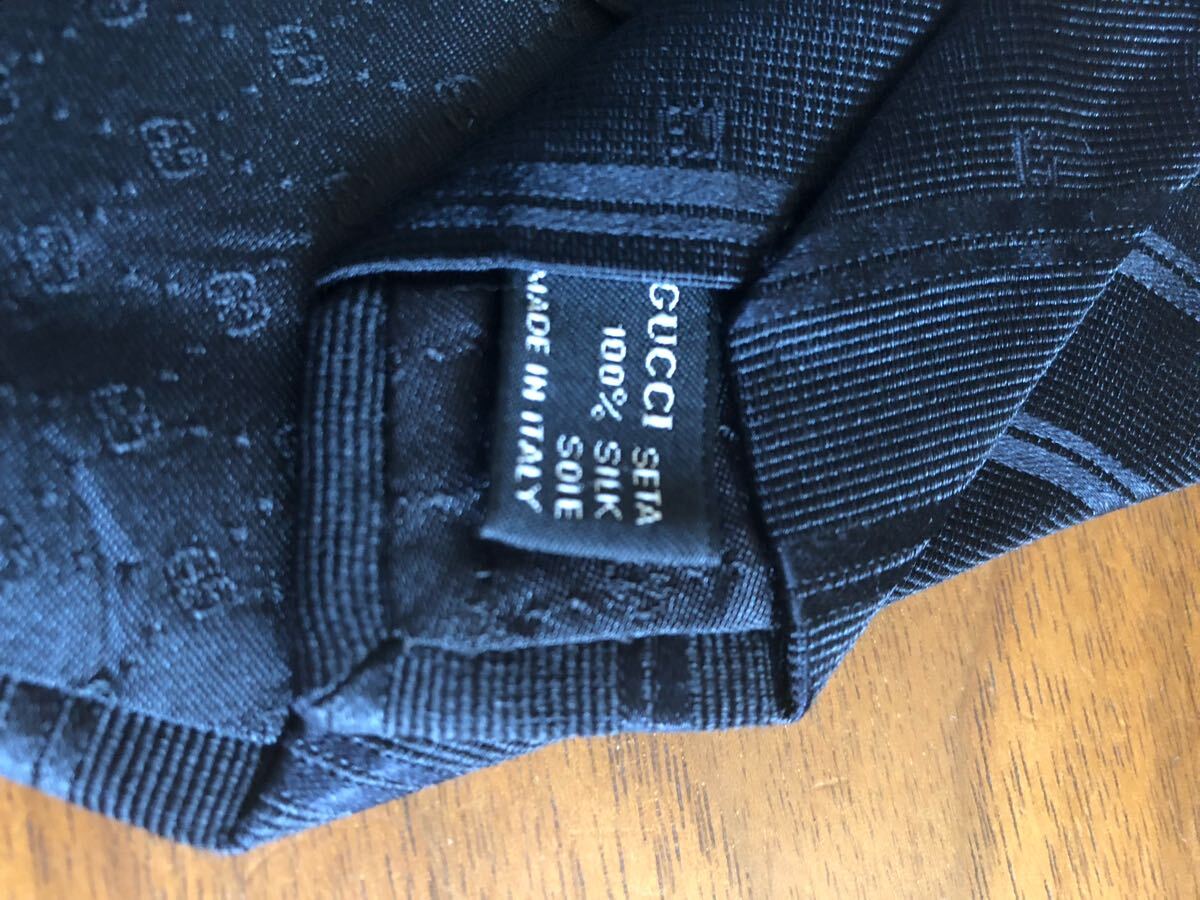 GUCCI SETA
100% SILK
SOIE
MADE IN ITALY